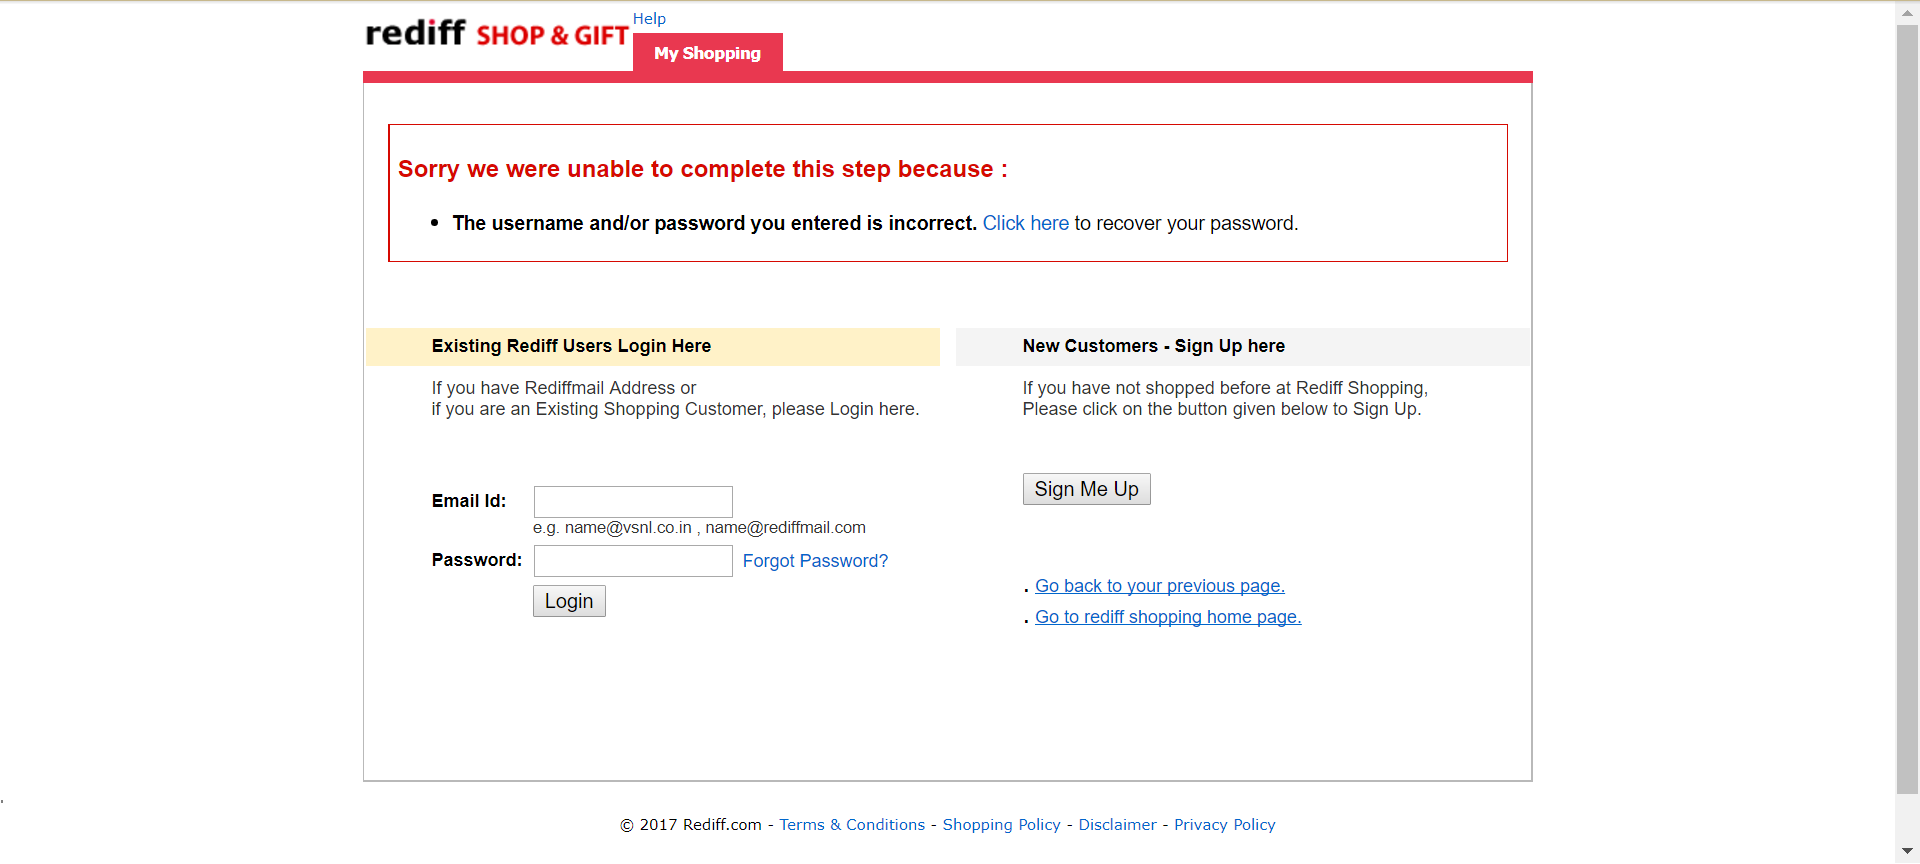 rediff SHOP & GIFT
Help
My Shopping
Sorry we were unable to complete this step because :
• The username and/or password you entered is incorrect. Click here to recover your password.
Existing Rediff Users Login Here
If you have Rediffmail Address or
if you are an Existing Shopping Customer, please Login here.
Email Id:
e.g. name@vsnl.co.in , name@rediffmail.com
Password:
Forgot Password?
Login
New Customers - Sign Up here
If you have not shopped before at Rediff Shopping,
Please click on the button given below to Sign Up.
Sign Me Up
. Go back to your previous page.
. Go to rediff shopping home page.
© 2017 Rediff.com - Terms & Conditions - Shopping Policy - Disclaimer - Privacy Policy